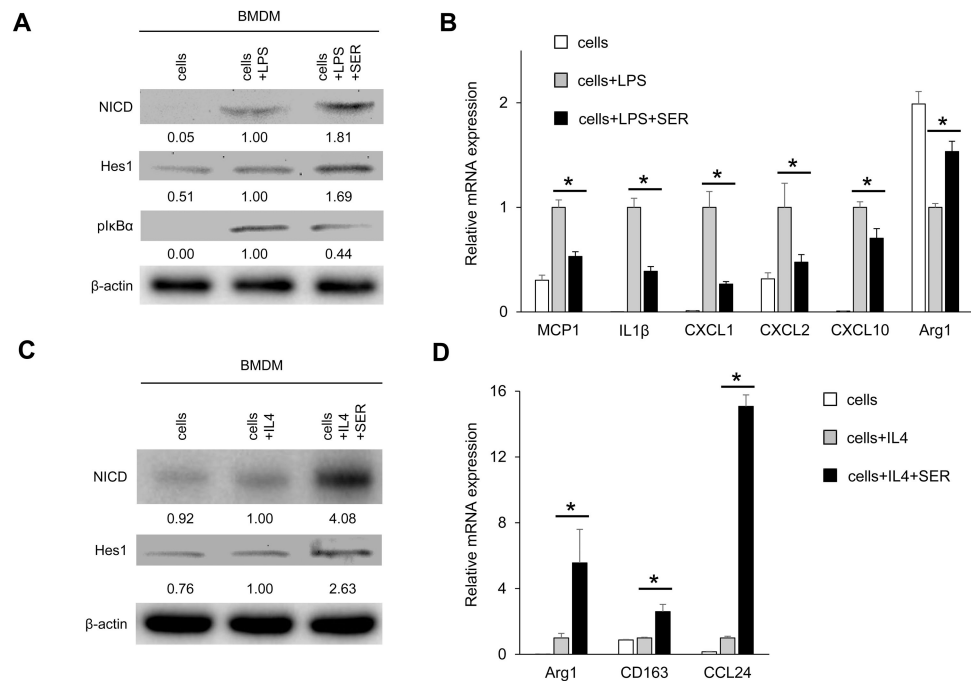 A
BMDM
cells
cells
+LPS
cells
+LPS
+SER
NICD
0.05 1.00 1.81
Hes1
0.51 1.00 1.69
pIκBα
0.00 1.00 0.44
β-actin
B
cells
cells+LPS
cells+LPS+SER
Relative mRNA expression
2
1
0
* * * * * *
MCP1 IL1β CXCL1 CXCL2 CXCL10 Arg1
C
BMDM
cells
cells
+IL4
cells
+IL4
+SER
NICD
0.92 1.00 4.08
Hes1
0.76 1.00 2.63
β-actin
D
cells
cells+IL4
cells+IL4+SER
Relative mRNA expression
16
12
8
4
0
* * *
Arg1 CD163 CCL24